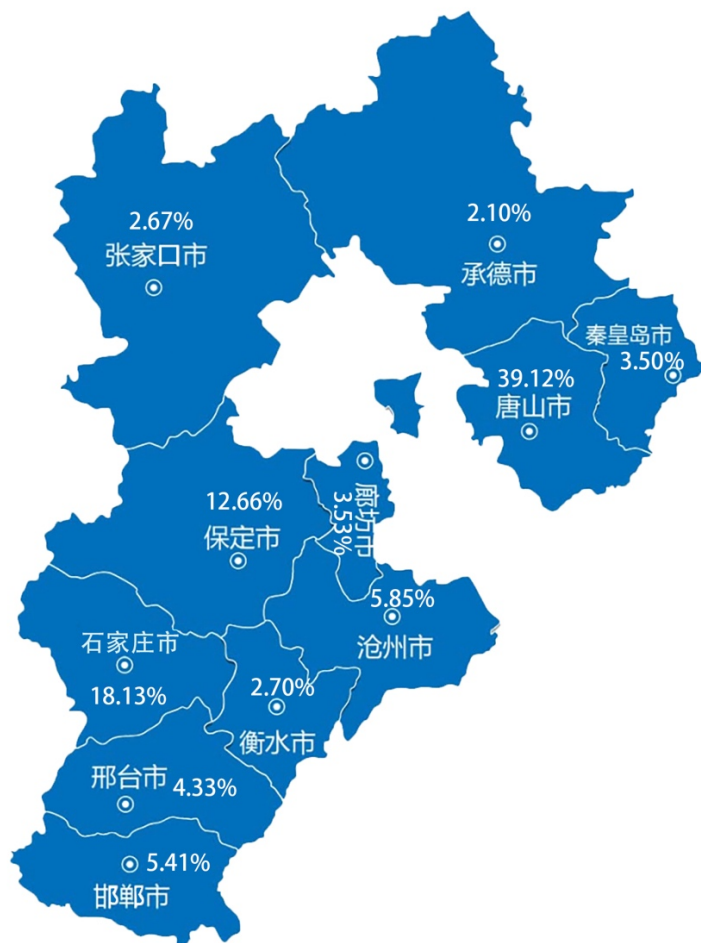 2.67%
张家口市
2.10%
承德市
秦皇岛市
3.50%
39.12%
唐山市
12.66%
保定市
廊坊市
3.53%
5.85%
沧州市
石家庄市
18.13%
2.70%
衡水市
邢台市
4.33%
5.41%
邯郸市